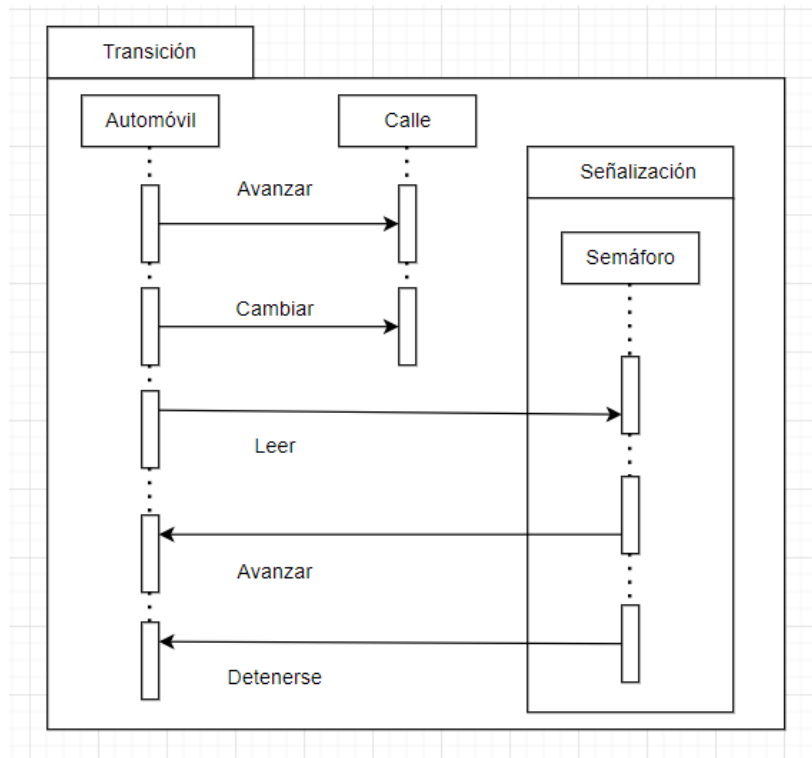 Transición
Automóvil
Calle
Señalización
Avanzar
Semáforo
Cambiar
Leer
Avanzar
Detenerse